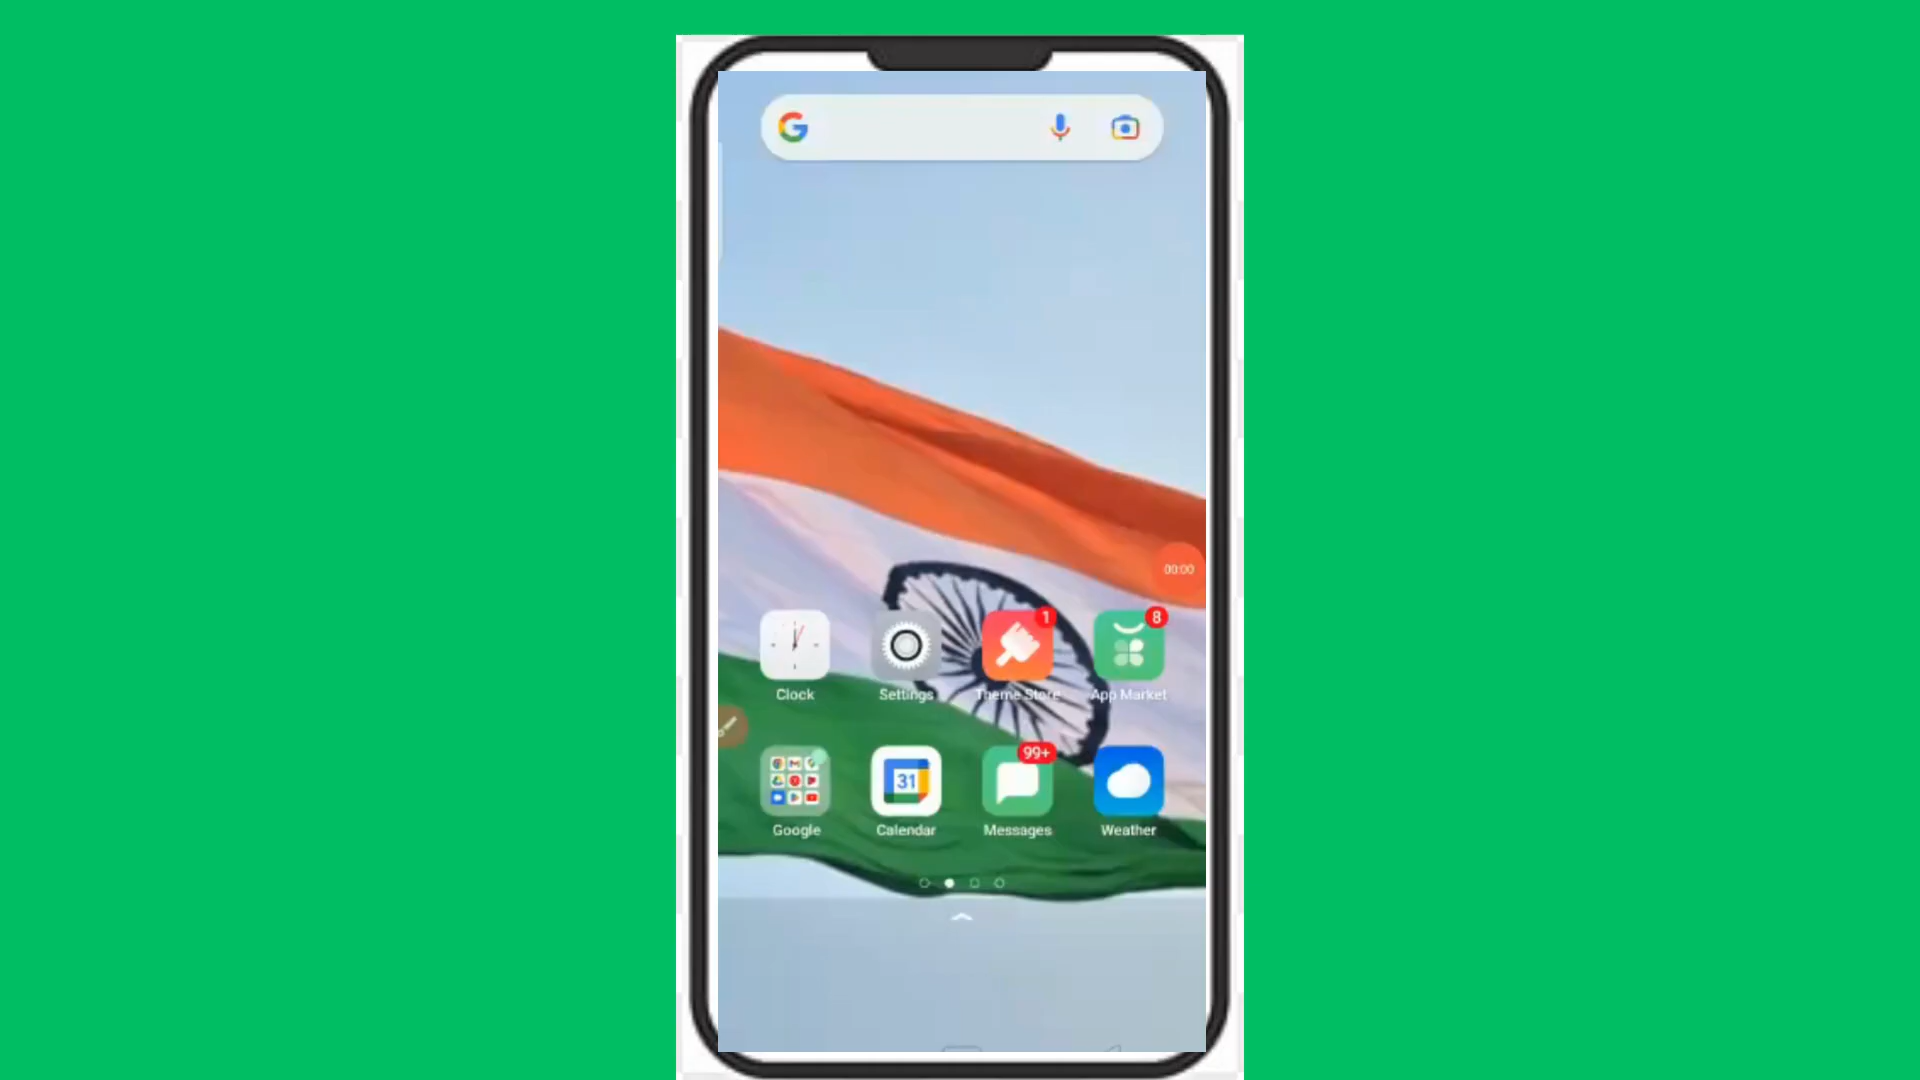 00:00
1
8
Clock
Settings
Theme Store
App Market
99+
31
Google
Calendar
Messages
Weather